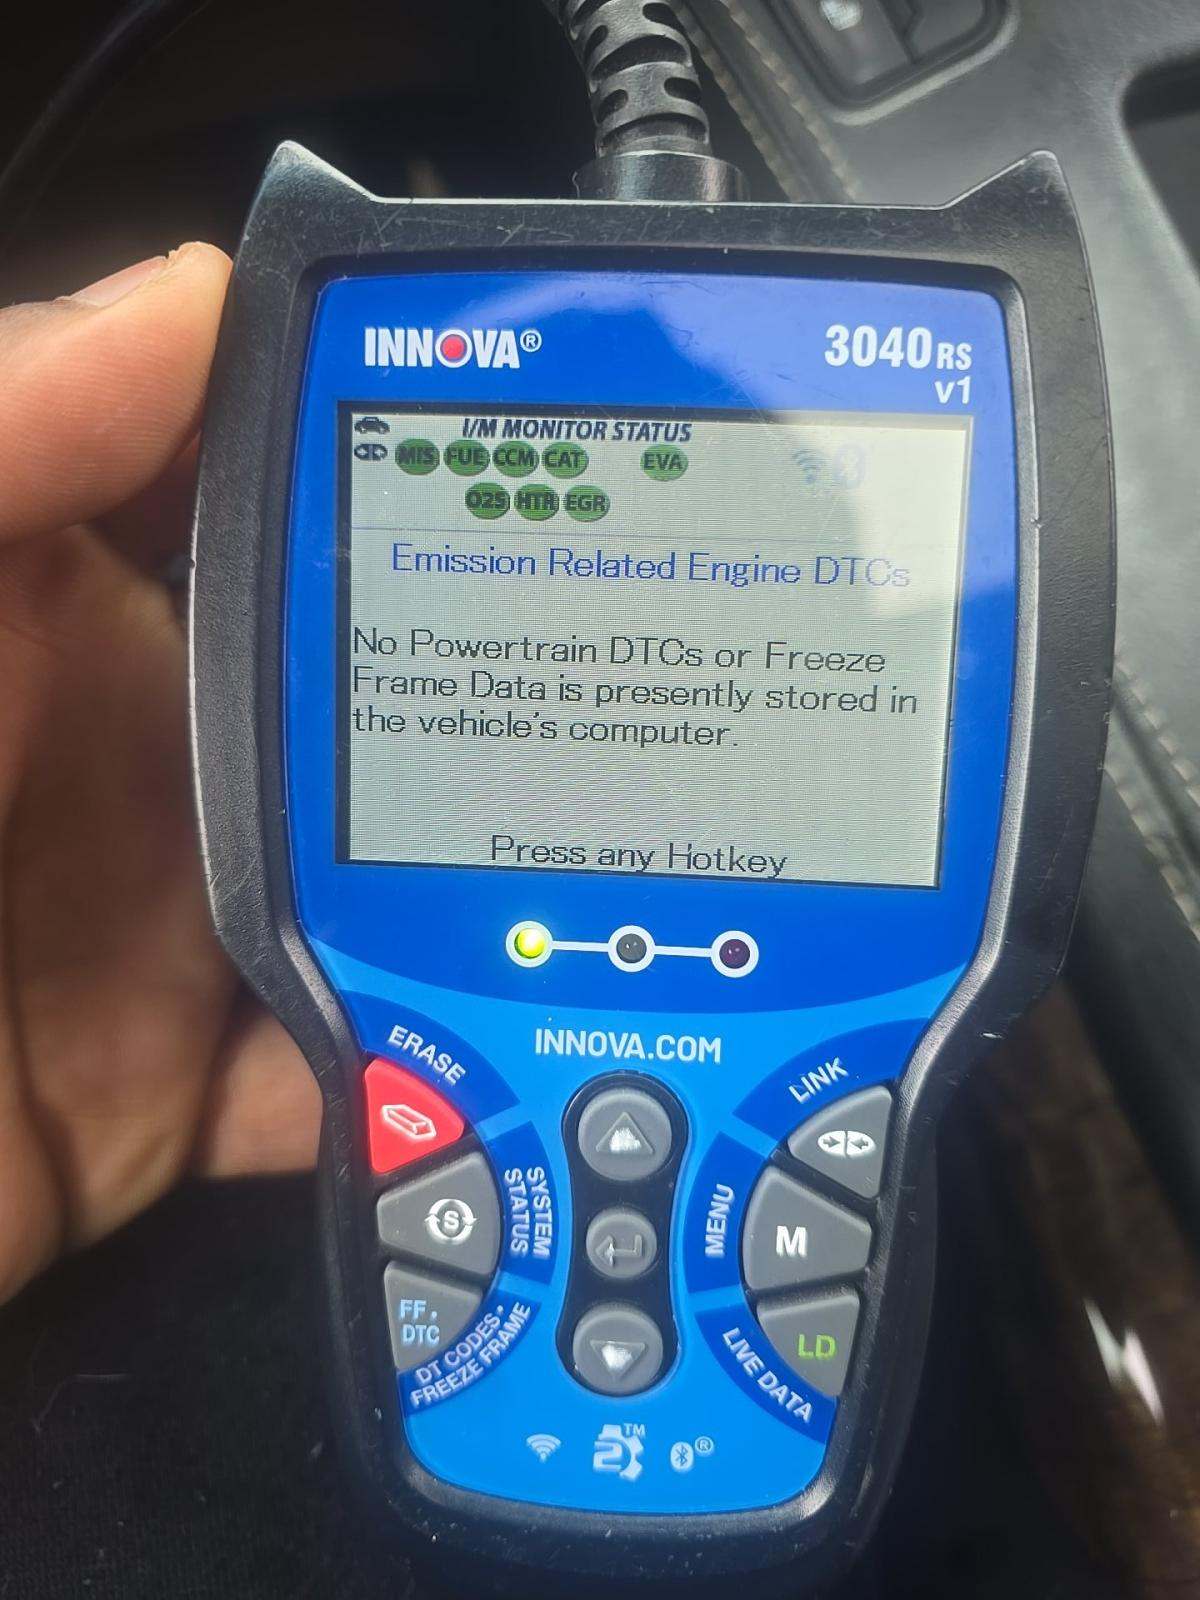 INNOVA®
3040RS
v1
I/M MONITOR STATUS
MIS FUE CCM CAT EVA
O2S HTR EGR
Emission Related Engine DTCs
No Powertrain DTCs or Freeze
Frame Data is presently stored in
the vehicle's computer.
Press any Hotkey
INNOVA.COM
ERASE
LINK
SYSTEM
STATUS
S
MENU
M
FF.
DTC
DT CODES•
FREEZE FRAME
LD
LIVE DATA
2 TM
®